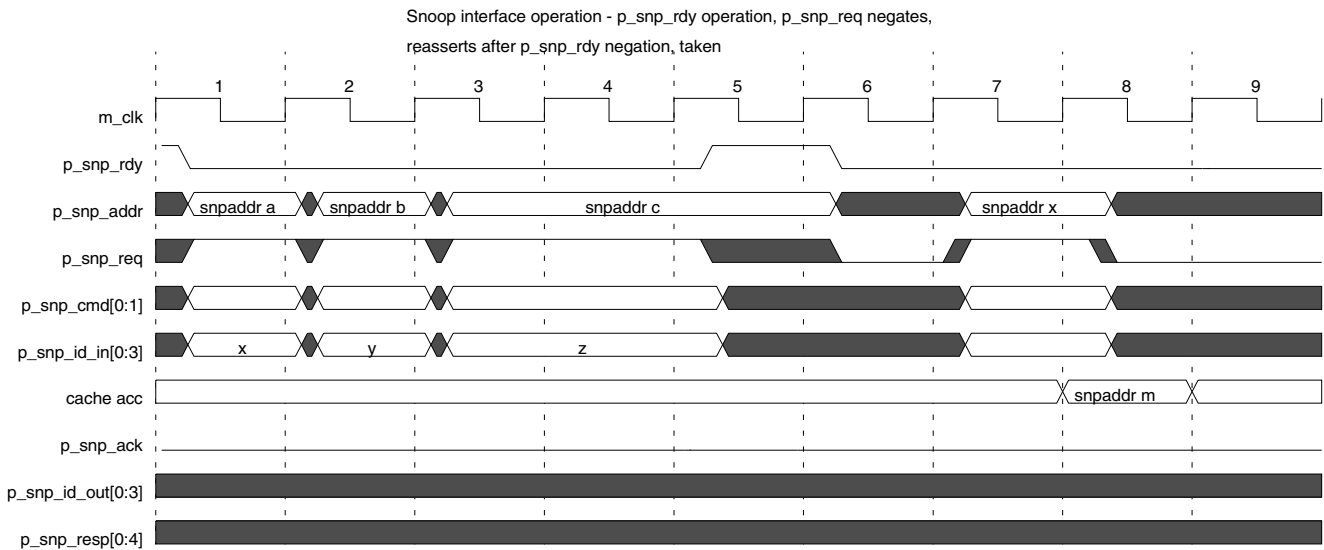 Snoop interface operation - p_snp_rdy operation, p_snp_req negates,
reasserts after p_snp_rdy negation, taken
1 2 3 4 5 6 7 8 9
m_clk
p_snp_rdy
p_snp_addr snpaddr a snpaddr b snpaddr c snpaddr x
p_snp_req
p_snp_cmd[0:1]
p_snp_id_in[0:3] x y z
cache acc snpaddr m
p_snp_ack
p_snp_id_out[0:3]
p_snp_resp[0:4]